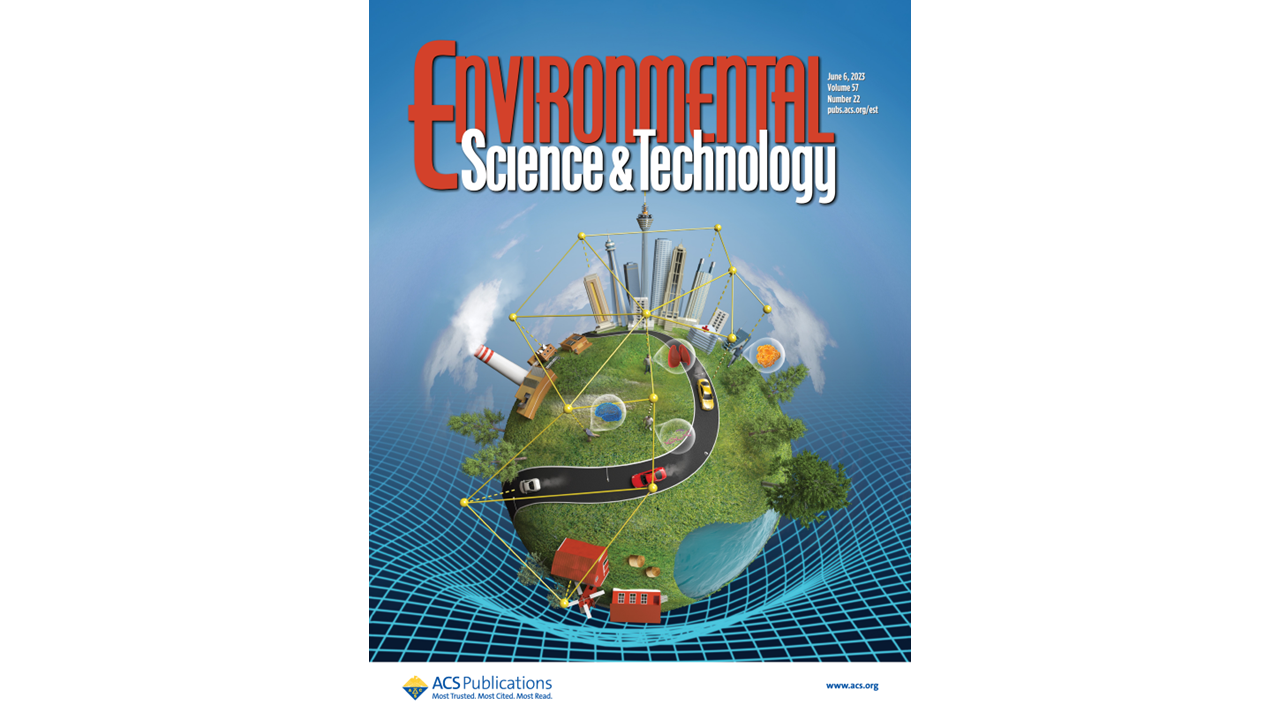 ENVIRONMENTAL
Science & Technology
June 6, 2023
Volume 57
Number 22
pubs.acs.org/est
ACS Publications
Most Trusted. Most Cited. Most Read.
www.acs.org